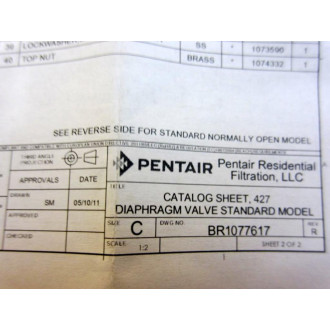 39 LOCKWASHER SS - 1073590 1
40 TOP NUT BRASS - 1074332 1
SEE REVERSE SIDE FOR STANDARD NORMALLY OPEN MODEL
THIRD ANGLE
PROJECTION
PENTAIR
Pentair Residential
Filtration, LLC
APPROVALS DATE
TITLE
CATALOG SHEET, 427
DIAPHRAGM VALVE STANDARD MODEL
SM 05/10/11
APPROVED
CHECKED
SIZE
C
DWG NO.
BR1077617
REV
R
SCALE:
1:2
SHEET 2 OF 2